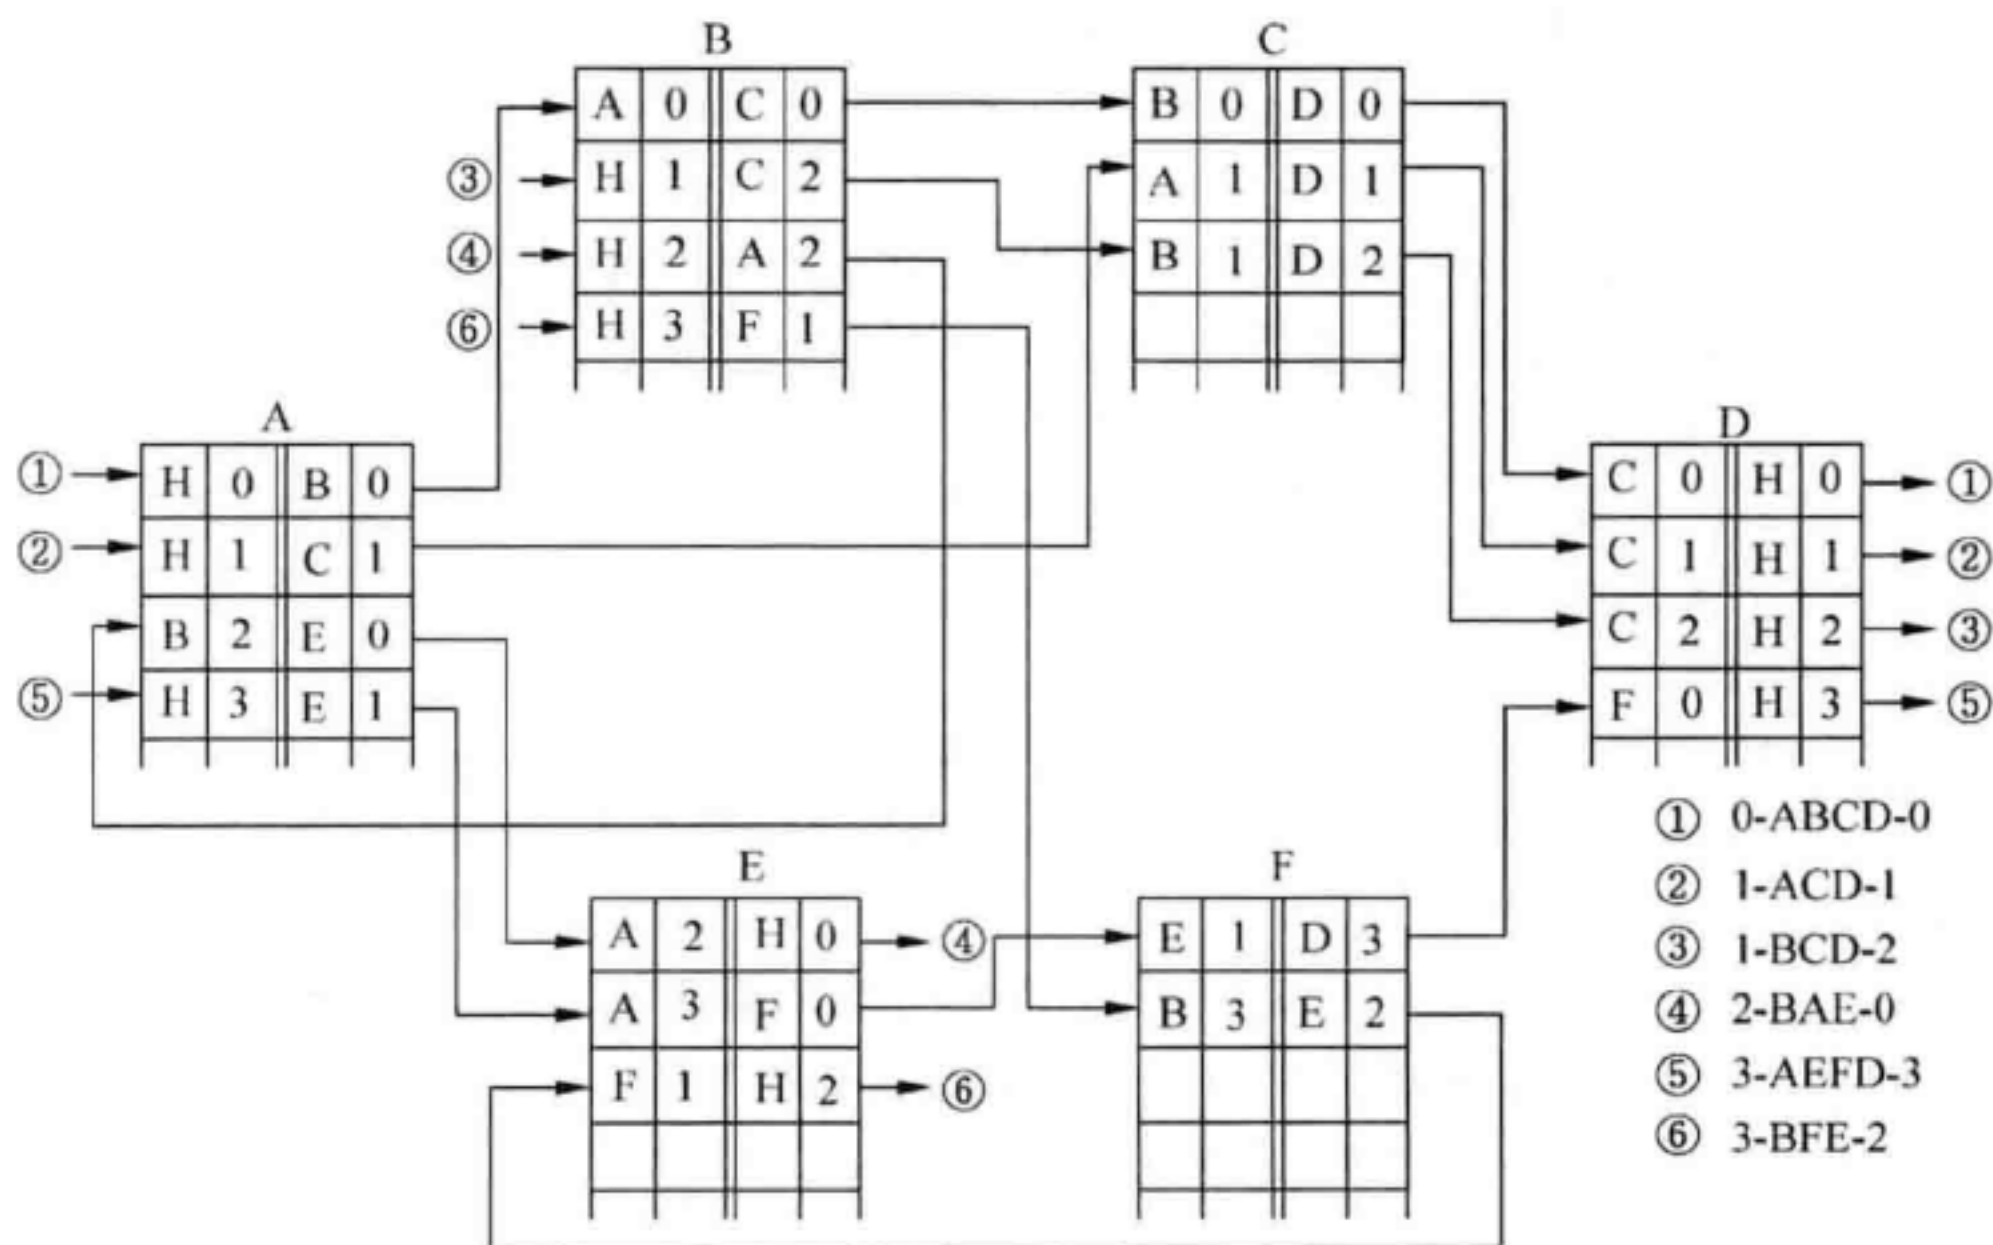 B
A 0 C 0
③ H 1 C 2
④ H 2 A 2
⑥ H 3 F 1
C
B 0 D 0
A 1 D 1
B 1 D 2
A
① H 0 B 0
② H 1 C 1
B 2 E 0
⑤ H 3 E 1
D
C 0 H 0 ①
C 1 H 1 ②
C 2 H 2 ③
F 0 H 3 ⑤
E
A 2 H 0 ④
A 3 F 0
F 1 H 2 ⑥
F
E 1 D 3
B 3 E 2
① 0-ABCD-0
② 1-ACD-1
③ 1-BCD-2
④ 2-BAE-0
⑤ 3-AEFD-3
⑥ 3-BFE-2